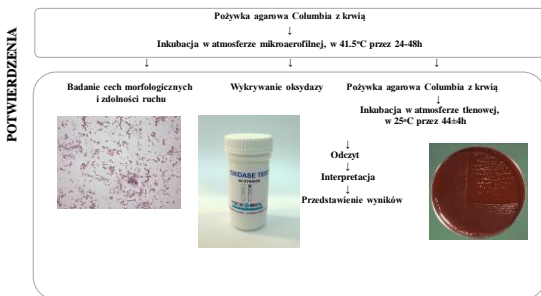 POTWIERDZENIA
Pożywka agarowa Columbia z krwią
↓
Inkubacja w atmosferze mikroaerofilnej, w 41.5°C przez 24-48h
↓ ↓ ↓
Badanie cech morfologicznych
i zdolności ruchu
Wykrywanie oksydazy
OXIDASE TEST
Pożywka agarowa Columbia z krwią
↓
Inkubacja w atmosferze tlenowej,
w 25°C przez 44±4h
↓
Odczyt
↓
Interpretacja
↓
Przedstawienie wyników